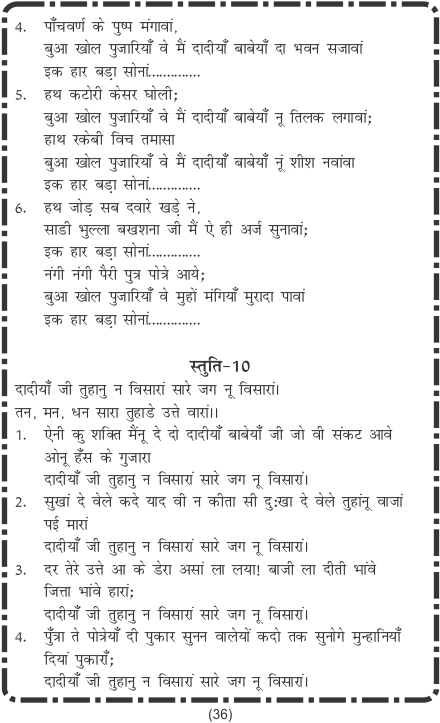 4. पाँचवर्ण के पुष्प मंगावां,
बुआ खोल पुजारियाँ वे मैं दादीयाँ बाबेयाँ दा भवन सजावां
इक हार बड़ा सोनां..............
5. हथ कटोरी केसर घोली;
बुआ खोल पुजारियाँ वे मैं दादीयाँ बाबेयाँ नू तिलक लगावां;
हाथ रकेबी विच तमासा
बुआ खोल पुजारियाँ वे मैं दादीयाँ बाबेयाँ नूं शीश नवांवा
इक हार बड़ा सोनां..............
6. हथ जोड़ सब दवारे खड़े ने,
साडी भुल्ला बखशना जी मैं ऐ ही अर्ज सुनावां;
इक हार बड़ा सोनां..............
नंगी नंगी पैरी पुत्र पोत्रे आये;
बुआ खोल पुजारियाँ वे मुहों मंगियाँ मुरादा पावां
इक हार बड़ा सोनां..............
स्तुति-10
दादीयाँ जी तुहानु न विसारां सारे जग नू विसारां।
तन, मन, धन सारा तुहाडे उत्ते वारां।।
1. ऐनी कु शक्ति मैंनू दे दो दादीयाँ बाबेयाँ जी जो वी संकट आवे
ओनू हँस के गुजारा
दादीयाँ जी तुहानु न विसारां सारे जग नू विसारां।
2. सुखां दे वेले कदे याद वी न कीता सी दुःखा दे वेले तुहांनू वाजां
पई मारां
दादीयाँ जी तुहानु न विसारां सारे जग नू विसारां।
3. दर तेरे उत्ते आ के डेरा असां ला लया! बाजी ला दीती भांवे
जित्ता भांवे हारां;
दादीयाँ जी तुहानु न विसारां सारे जग नू विसारां।
4. पुँत्रा ते पोत्रेयाँ दी पुकार सुनन वालेयों कदो तक सुनोगे मुन्हानियाँ
दियां पुकाराँ;
दादीयाँ जी तुहानु न विसारां सारे जग नू विसारां।
(36)